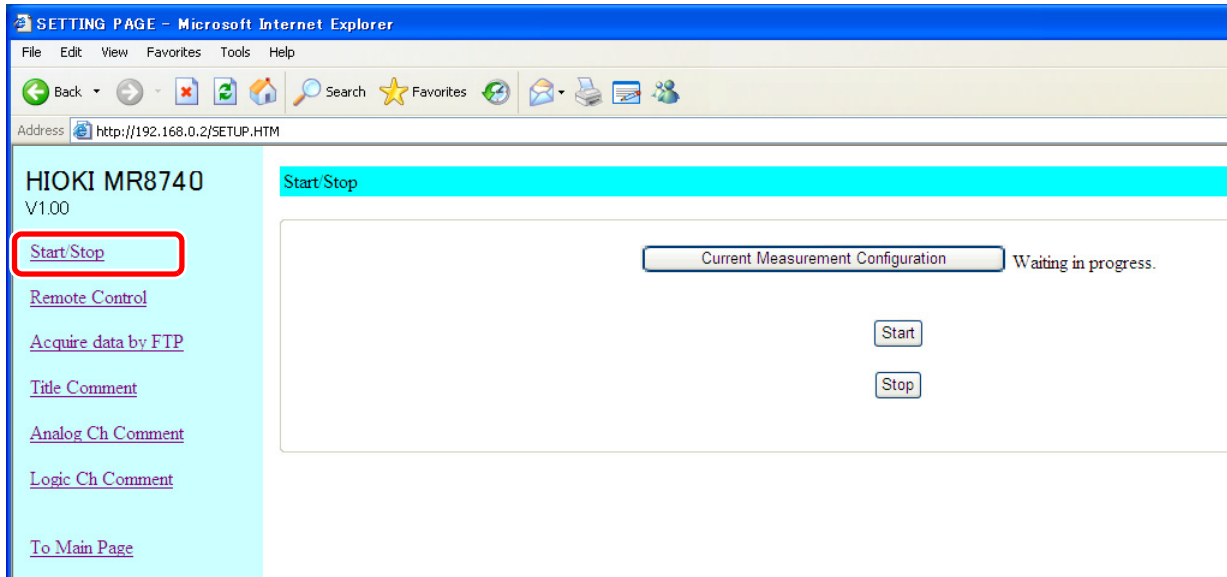 SETTING PAGE - Microsoft Internet Explorer
File Edit View Favorites Tools Help
Back Search Favorites
Address http://192.168.0.2/SETUP.HTM
HIOKI MR8740
V1.00
Start/Stop
Remote Control
Acquire data by FTP
Title Comment
Analog Ch Comment
Logic Ch Comment
To Main Page
Start/Stop
Current Measurement Configuration Waiting in progress.
Start
Stop